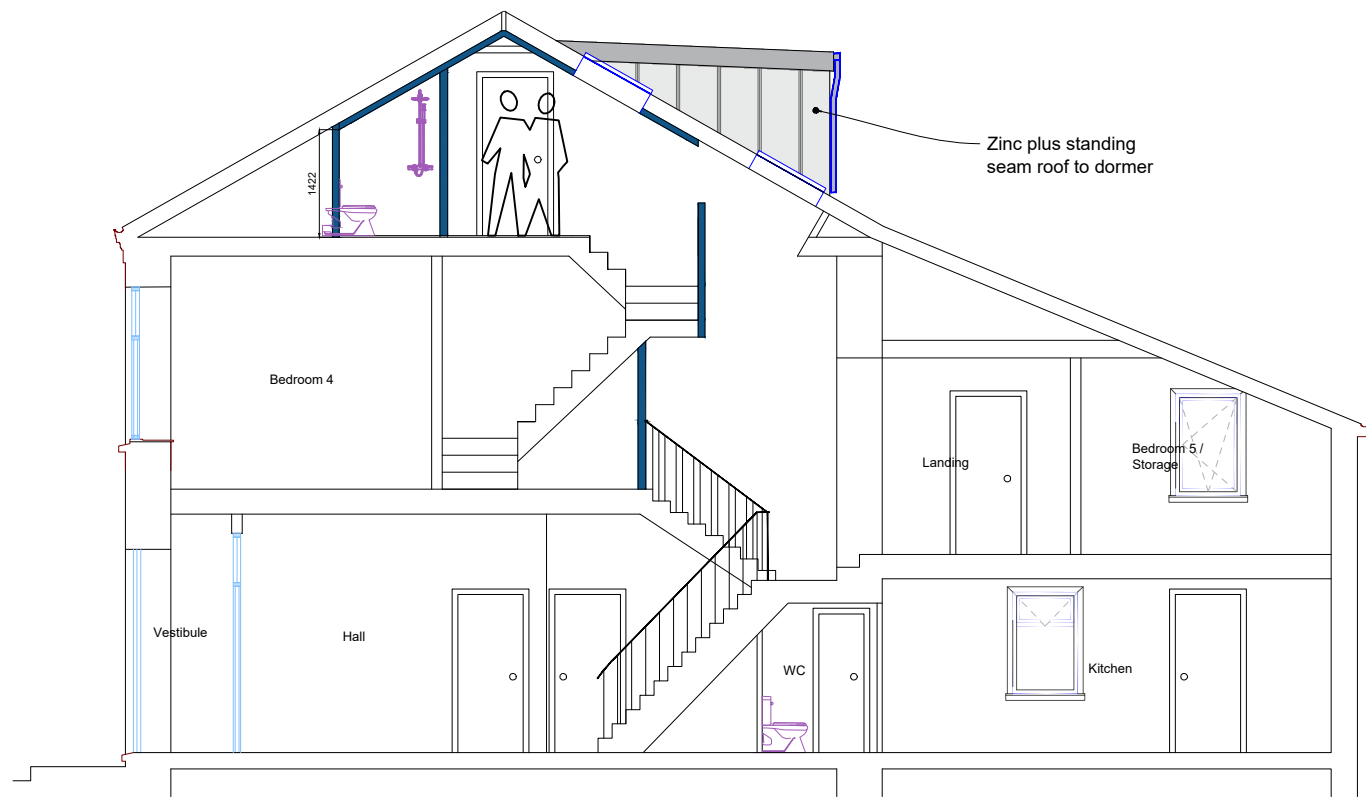 Zinc plus standing
seam roof to dormer
1422
Bedroom 4
Landing
Bedroom 5 /
Storage
Vestibule
Hall
WC
Kitchen